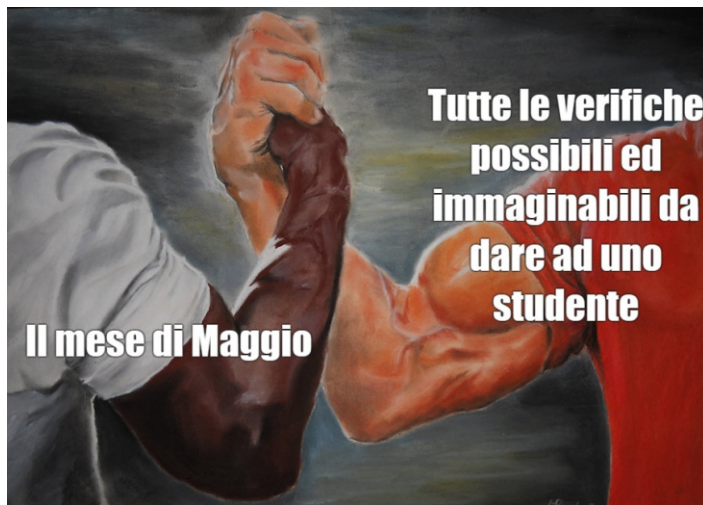 Tutte le verifiche
possibili ed
immaginabili da
dare ad uno
studente
Il mese di Maggio